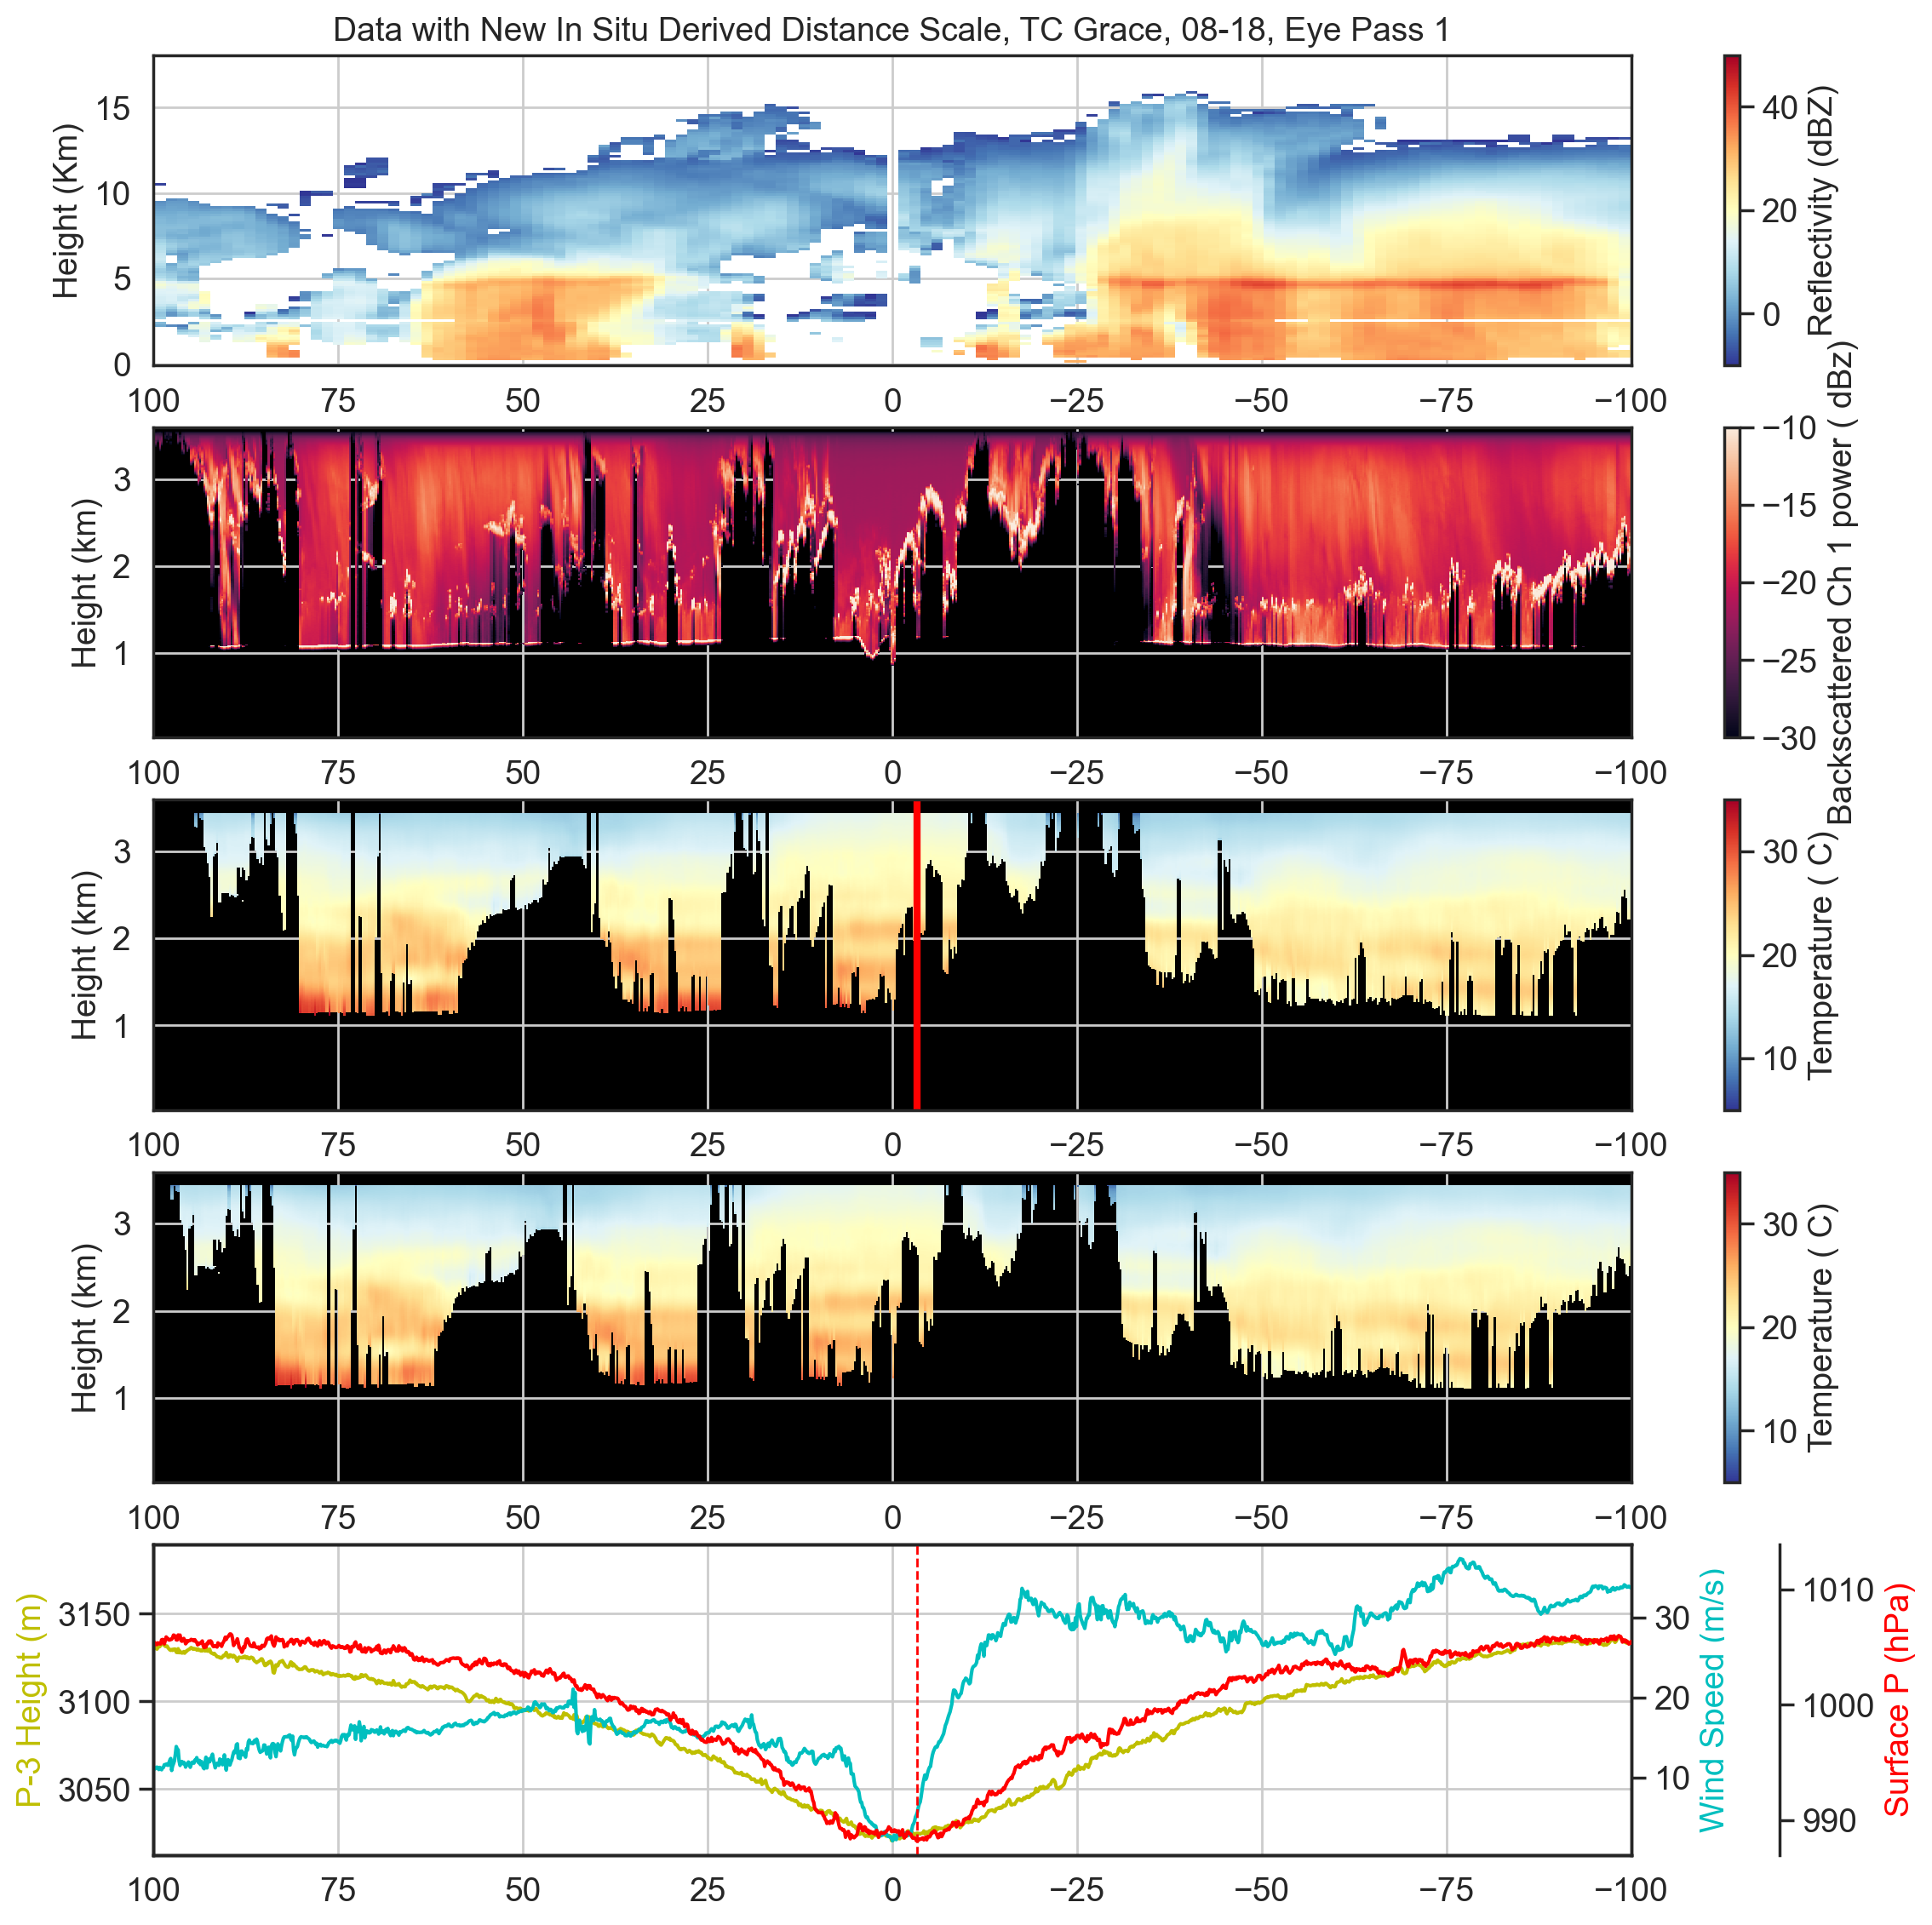 Data with New In Situ Derived Distance Scale, TC Grace, 08-18, Eye Pass 1
Height (Km)
15
10
5
0
100 75 50 25 0 −25 −50 −75 −100
40
20
0
Reflectivity (dBZ)
Height (km)
3
2
1
100 75 50 25 0 −25 −50 −75 −100
−10
−15
−20
−25
−30
Backscattered Ch 1 power ( dBz)
Height (km)
3
2
1
100 75 50 25 0 −25 −50 −75 −100
30
20
10
Temperature ( C)
Height (km)
3
2
1
100 75 50 25 0 −25 −50 −75 −100
30
20
10
Temperature ( C)
P-3 Height (m)
3150
3100
3050
100 75 50 25 0 −25 −50 −75 −100
30
20
10
Wind Speed (m/s)
1010
1000
990
Surface P (hPa)